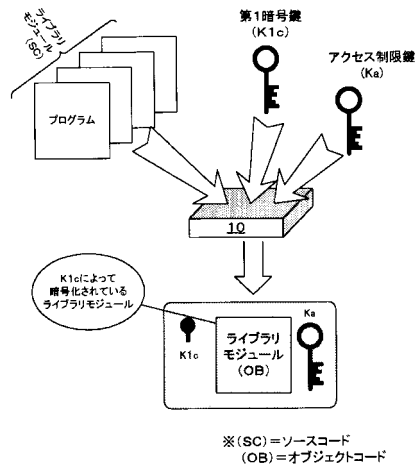 ライブラリ
モジュール
(SC)
プログラム
第1暗号鍵
(K1c)
アクセス制限鍵
(Ka)
10
K1cによって
暗号化されている
ライブラリモジュール
K1c
ライブラリ
モジュール
(OB)
Ka
※(SC)=ソースコード
(OB)=オブジェクトコード